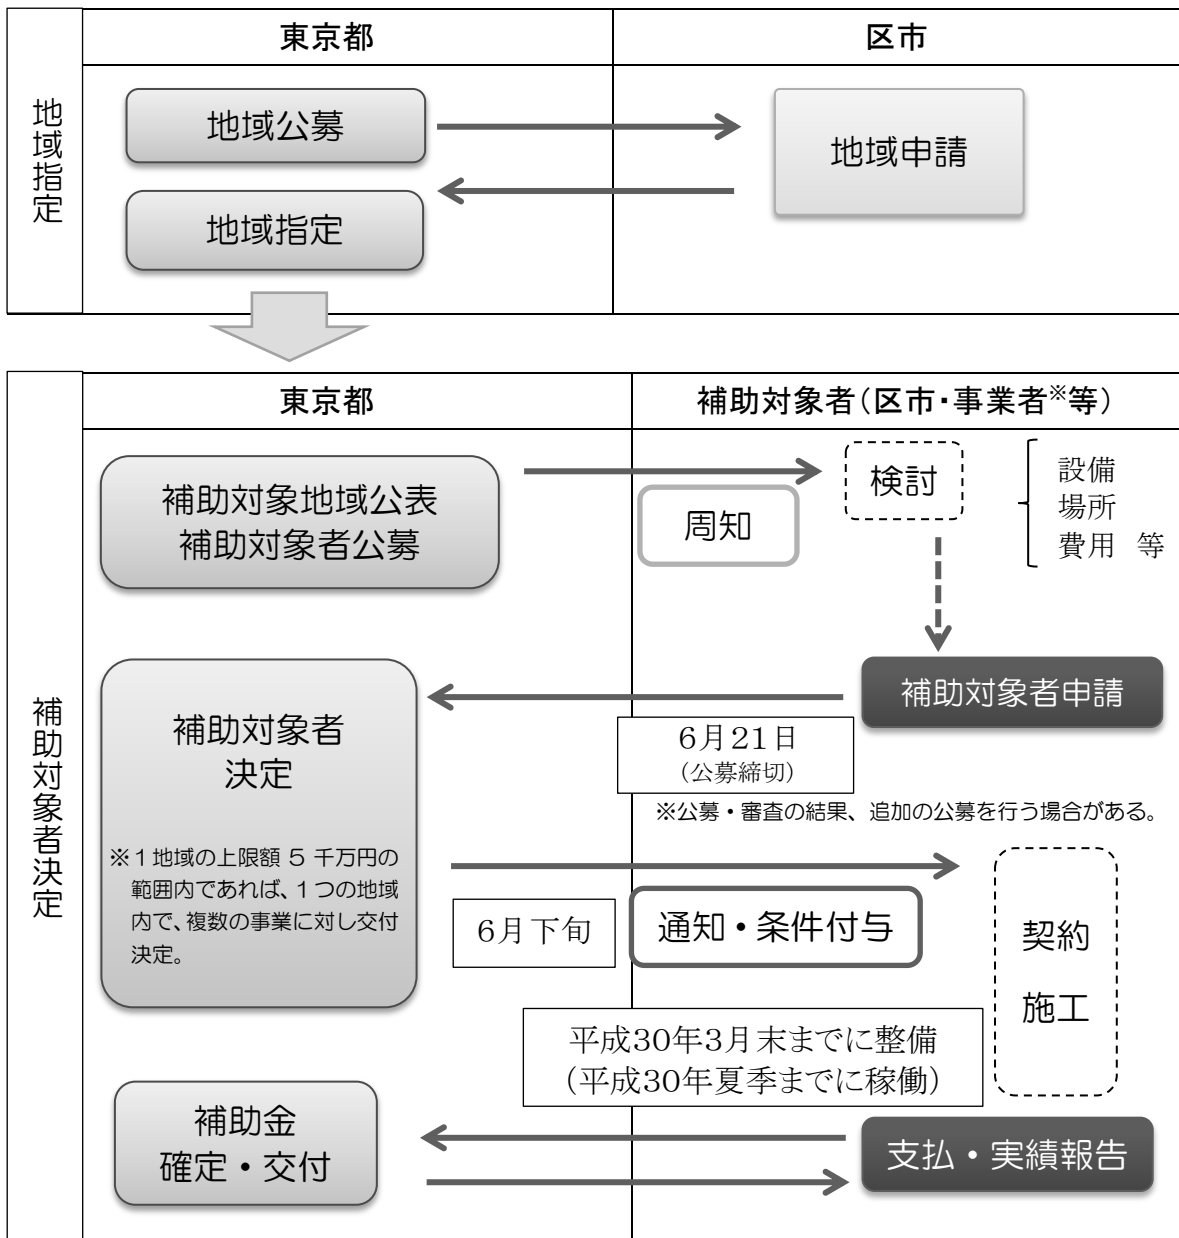 東京都
区市
地域指定
地域公募
地域申請
地域指定
東京都
補助対象者(区市・事業者※等)
補助対象者決定
補助対象地域公表
補助対象者公募
周知
検討
設備
場所
費用 等
補助対象者申請
補助対象者
決定
※1地域の上限額 5 千万円の
範囲内であれば、1つの地域
内で、複数の事業に対し交付
決定。
6月21日
(公募締切)
※公募・審査の結果、追加の公募を行う場合がある。
6月下旬
通知・条件付与
契約
施工
平成30年3月末までに整備
(平成30年夏季までに稼働)
補助金
確定・交付
支払・実績報告